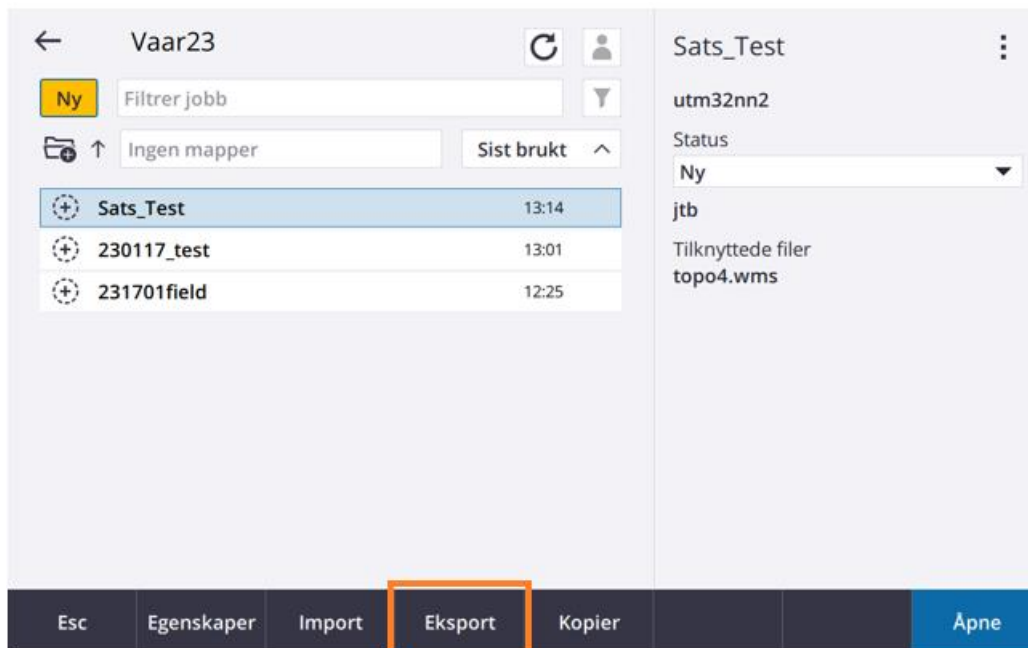 Vaar23
Ny
Filtrer jobb
Ingen mapper
Sist brukt
Sats_Test
13:14
230117_test
13:01
231701field
12:25
Sats_Test
utm32nn2
Status
Ny
jtb
Tilknyttede filer
topo4.wms
Esc
Egenskaper
Import
Eksport
Kopier
Åpne